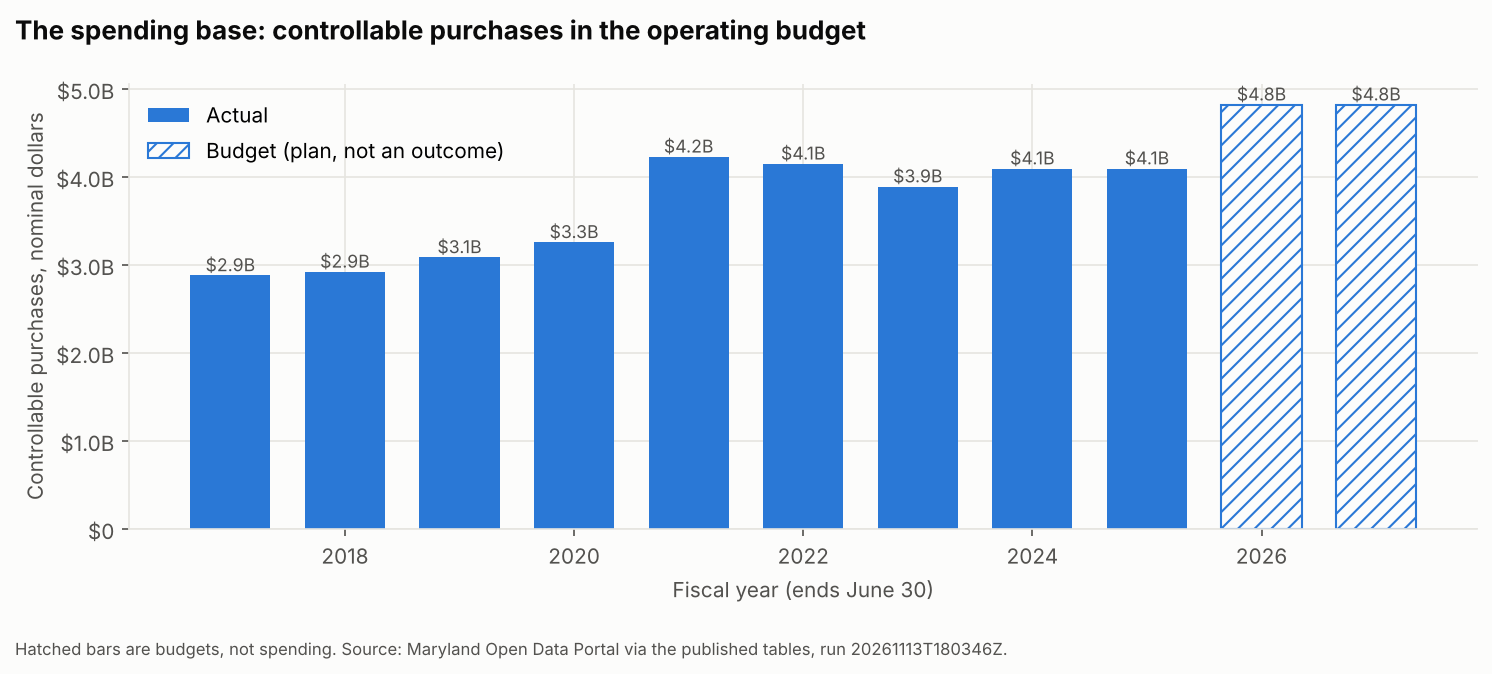 The spending base: controllable purchases in the operating budget
Controllable purchases, nominal dollars
$5.0B
$4.0B
$3.0B
$2.0B
$1.0B
$0
Actual
Budget (plan, not an outcome)
$2.9B
$2.9B
$3.1B
$3.3B
$4.2B
$4.1B
$3.9B
$4.1B
$4.1B
$4.8B
$4.8B
2018
2020
2022
2024
2026
Fiscal year (ends June 30)
Hatched bars are budgets, not spending. Source: Maryland Open Data Portal via the published tables, run 20261113T180346Z.